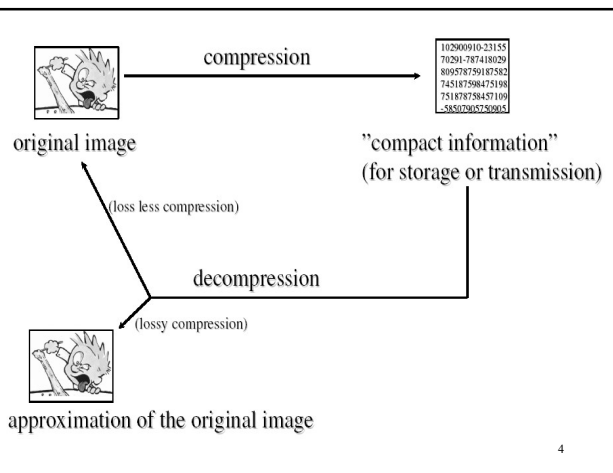 compression
102900910-23155
70291-787418029
809578759187582
745187598475198
751878758457109
-58507905750905
original image
”compact information”
(for storage or transmission)
(loss less compression)
decompression
(lossy compression)
approximation of the original image
4